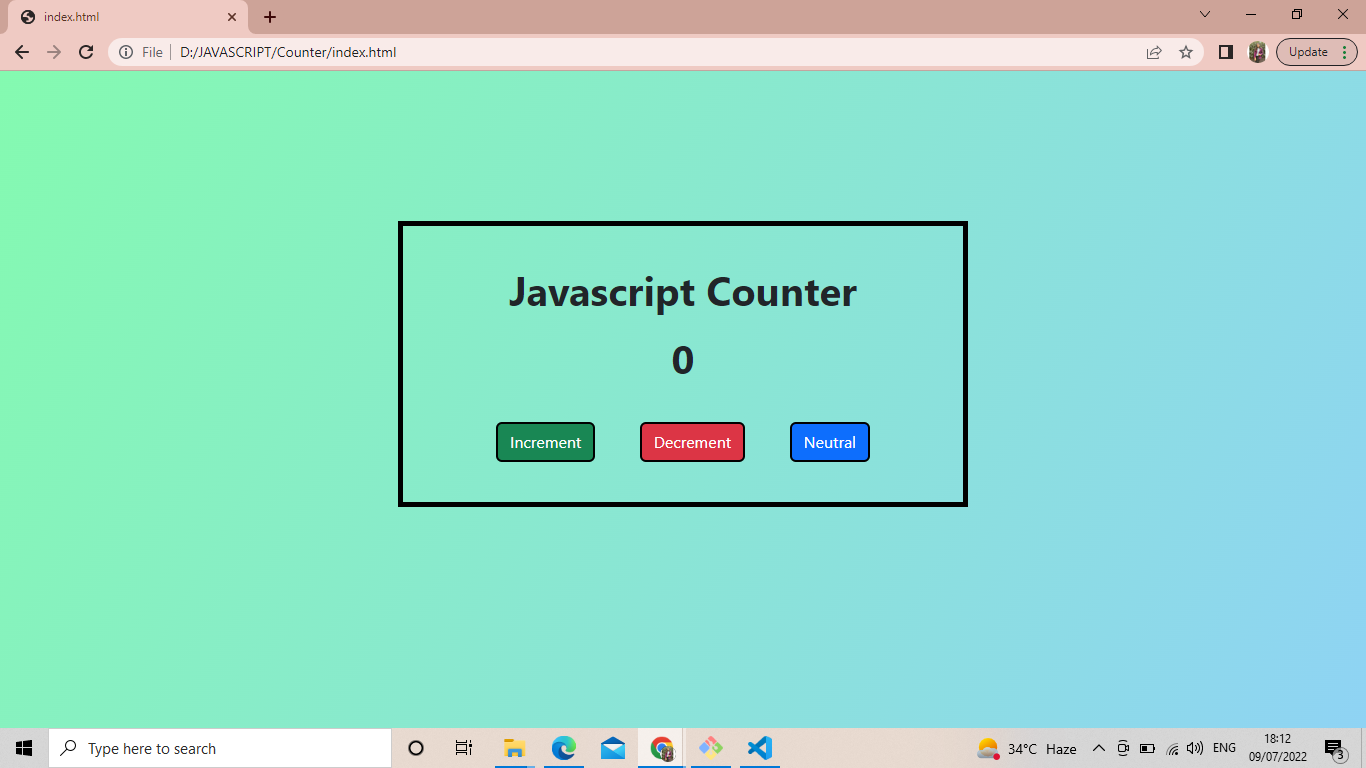 index.html
File D:/JAVASCRIPT/Counter/index.html Update
Javascript Counter
0
Increment Decrement Neutral
Type here to search 34°C Haze ENG 18:12
09/07/2022 3